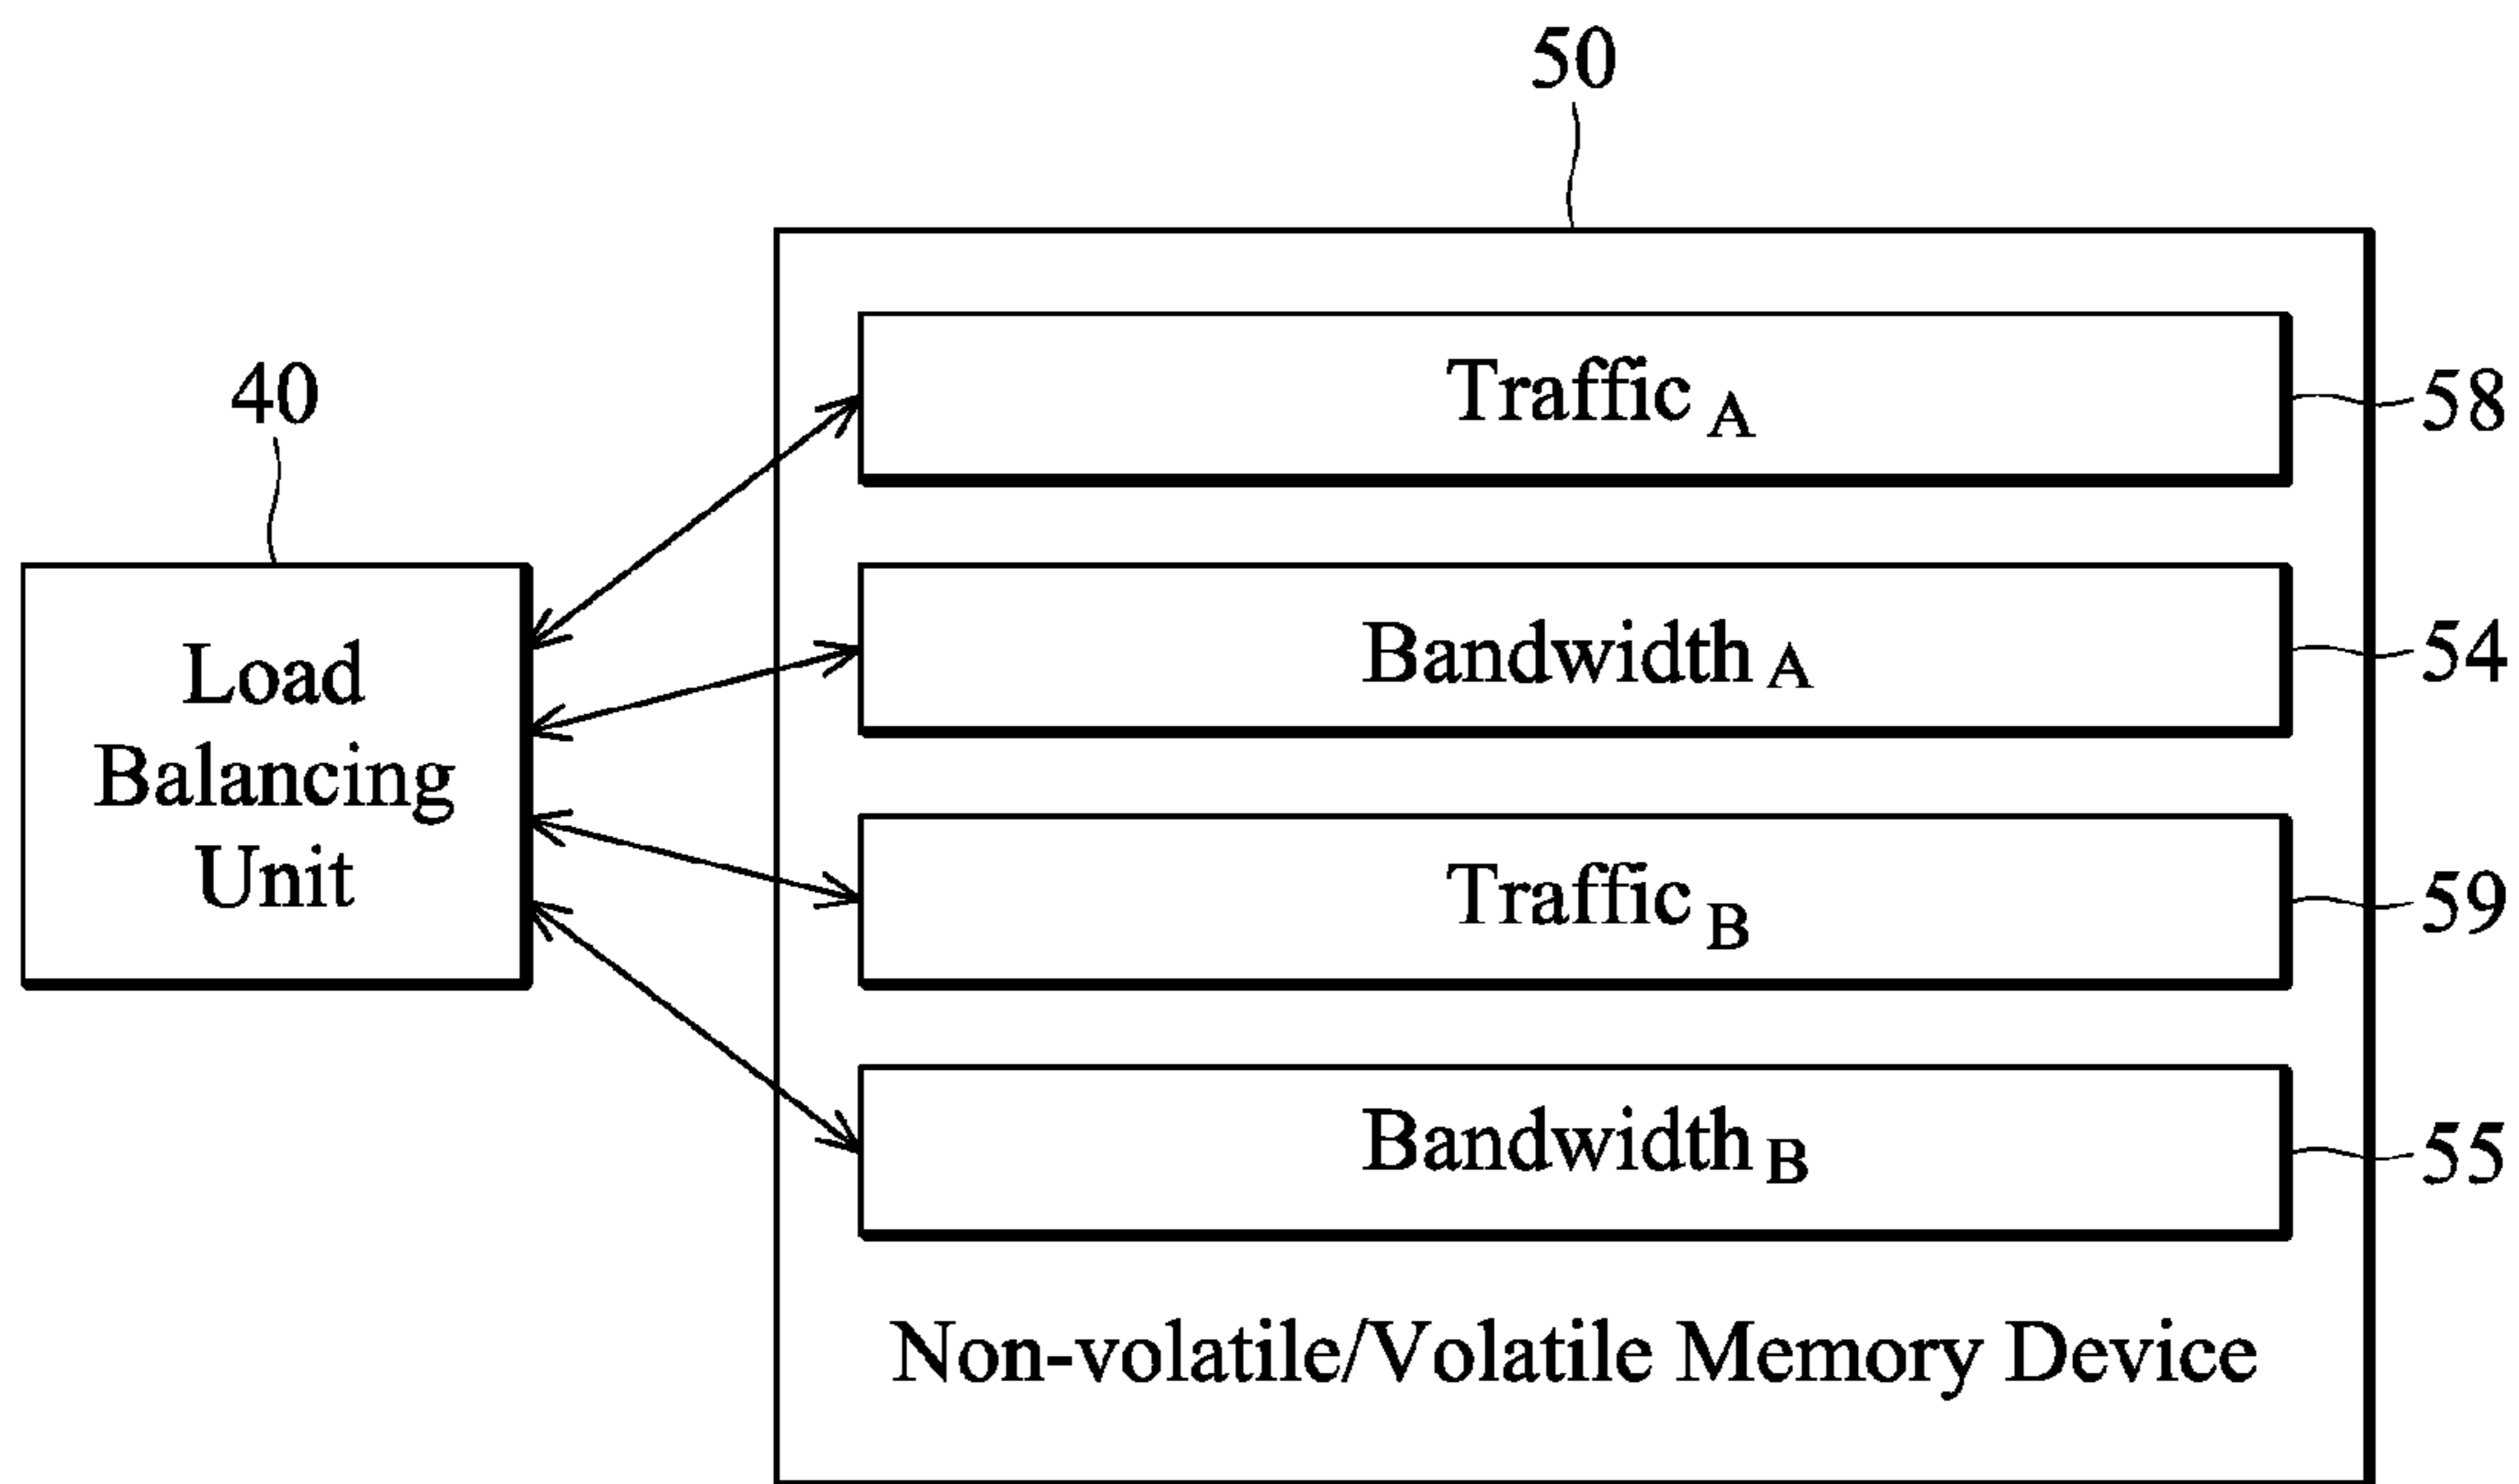 50
Traffic A
58
40
Bandwidth A
54
Load
Balancing
Unit
Traffic B
59
Bandwidth B
55
Non-volatile/Volatile Memory Device